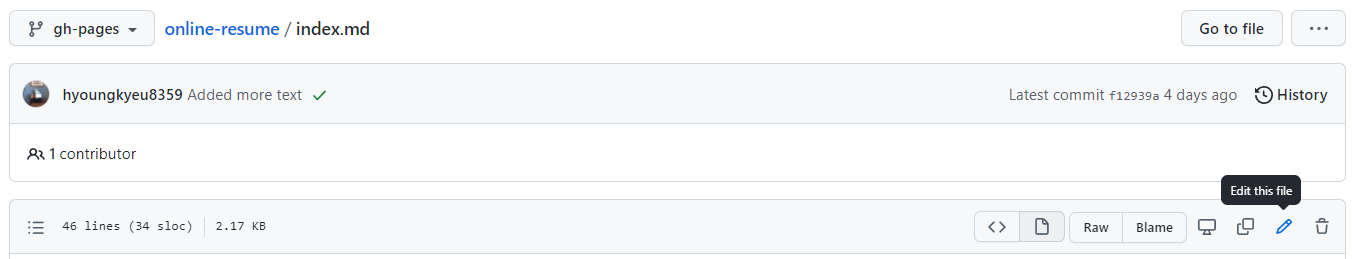 gh-pages online-resume / index.md Go to file ...
hyoungkyeu8359 Added more text Latest commit f12939a 4 days ago History
1 contributor
Edit this file
46 lines (34 sloc) 2.17 KB <> Raw Blame